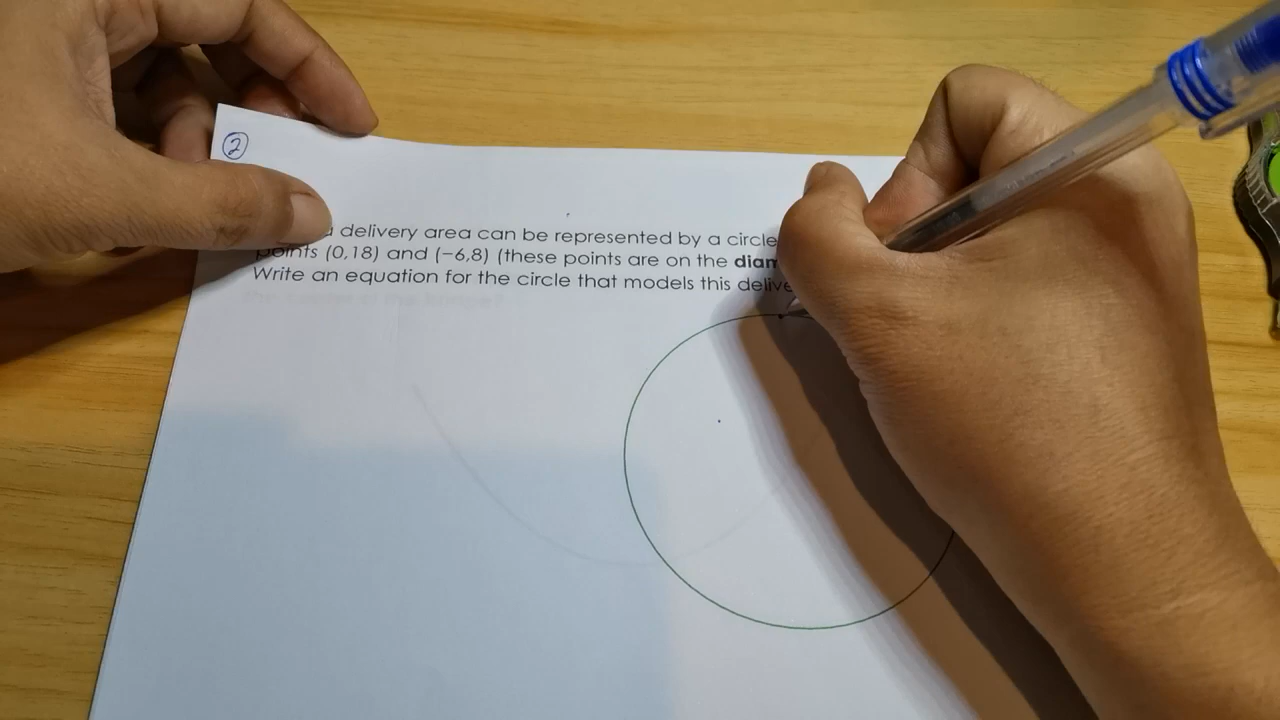 2
delivery area can be represented by a circle
points (0,18) and (−6,8) (these points are on the diam
Write an equation for the circle that models this delive